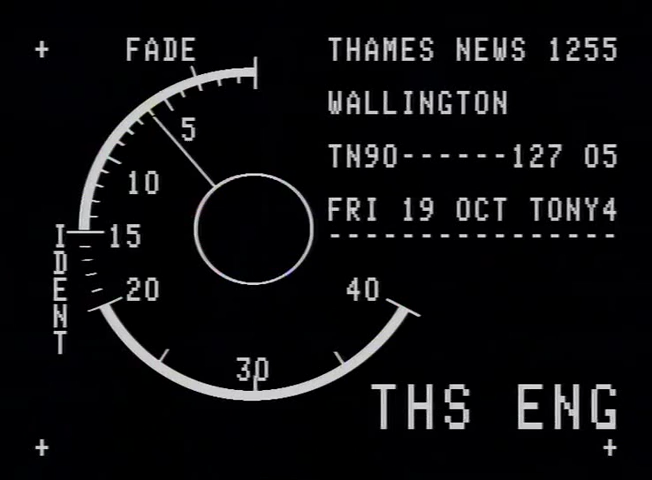 FADE
THAMES NEWS 1255
WALLINGTON
TN90------127 05
FRI 19 OCT TONY4
----------------
5
10
15
20
30
40
IDENT
THS ENG